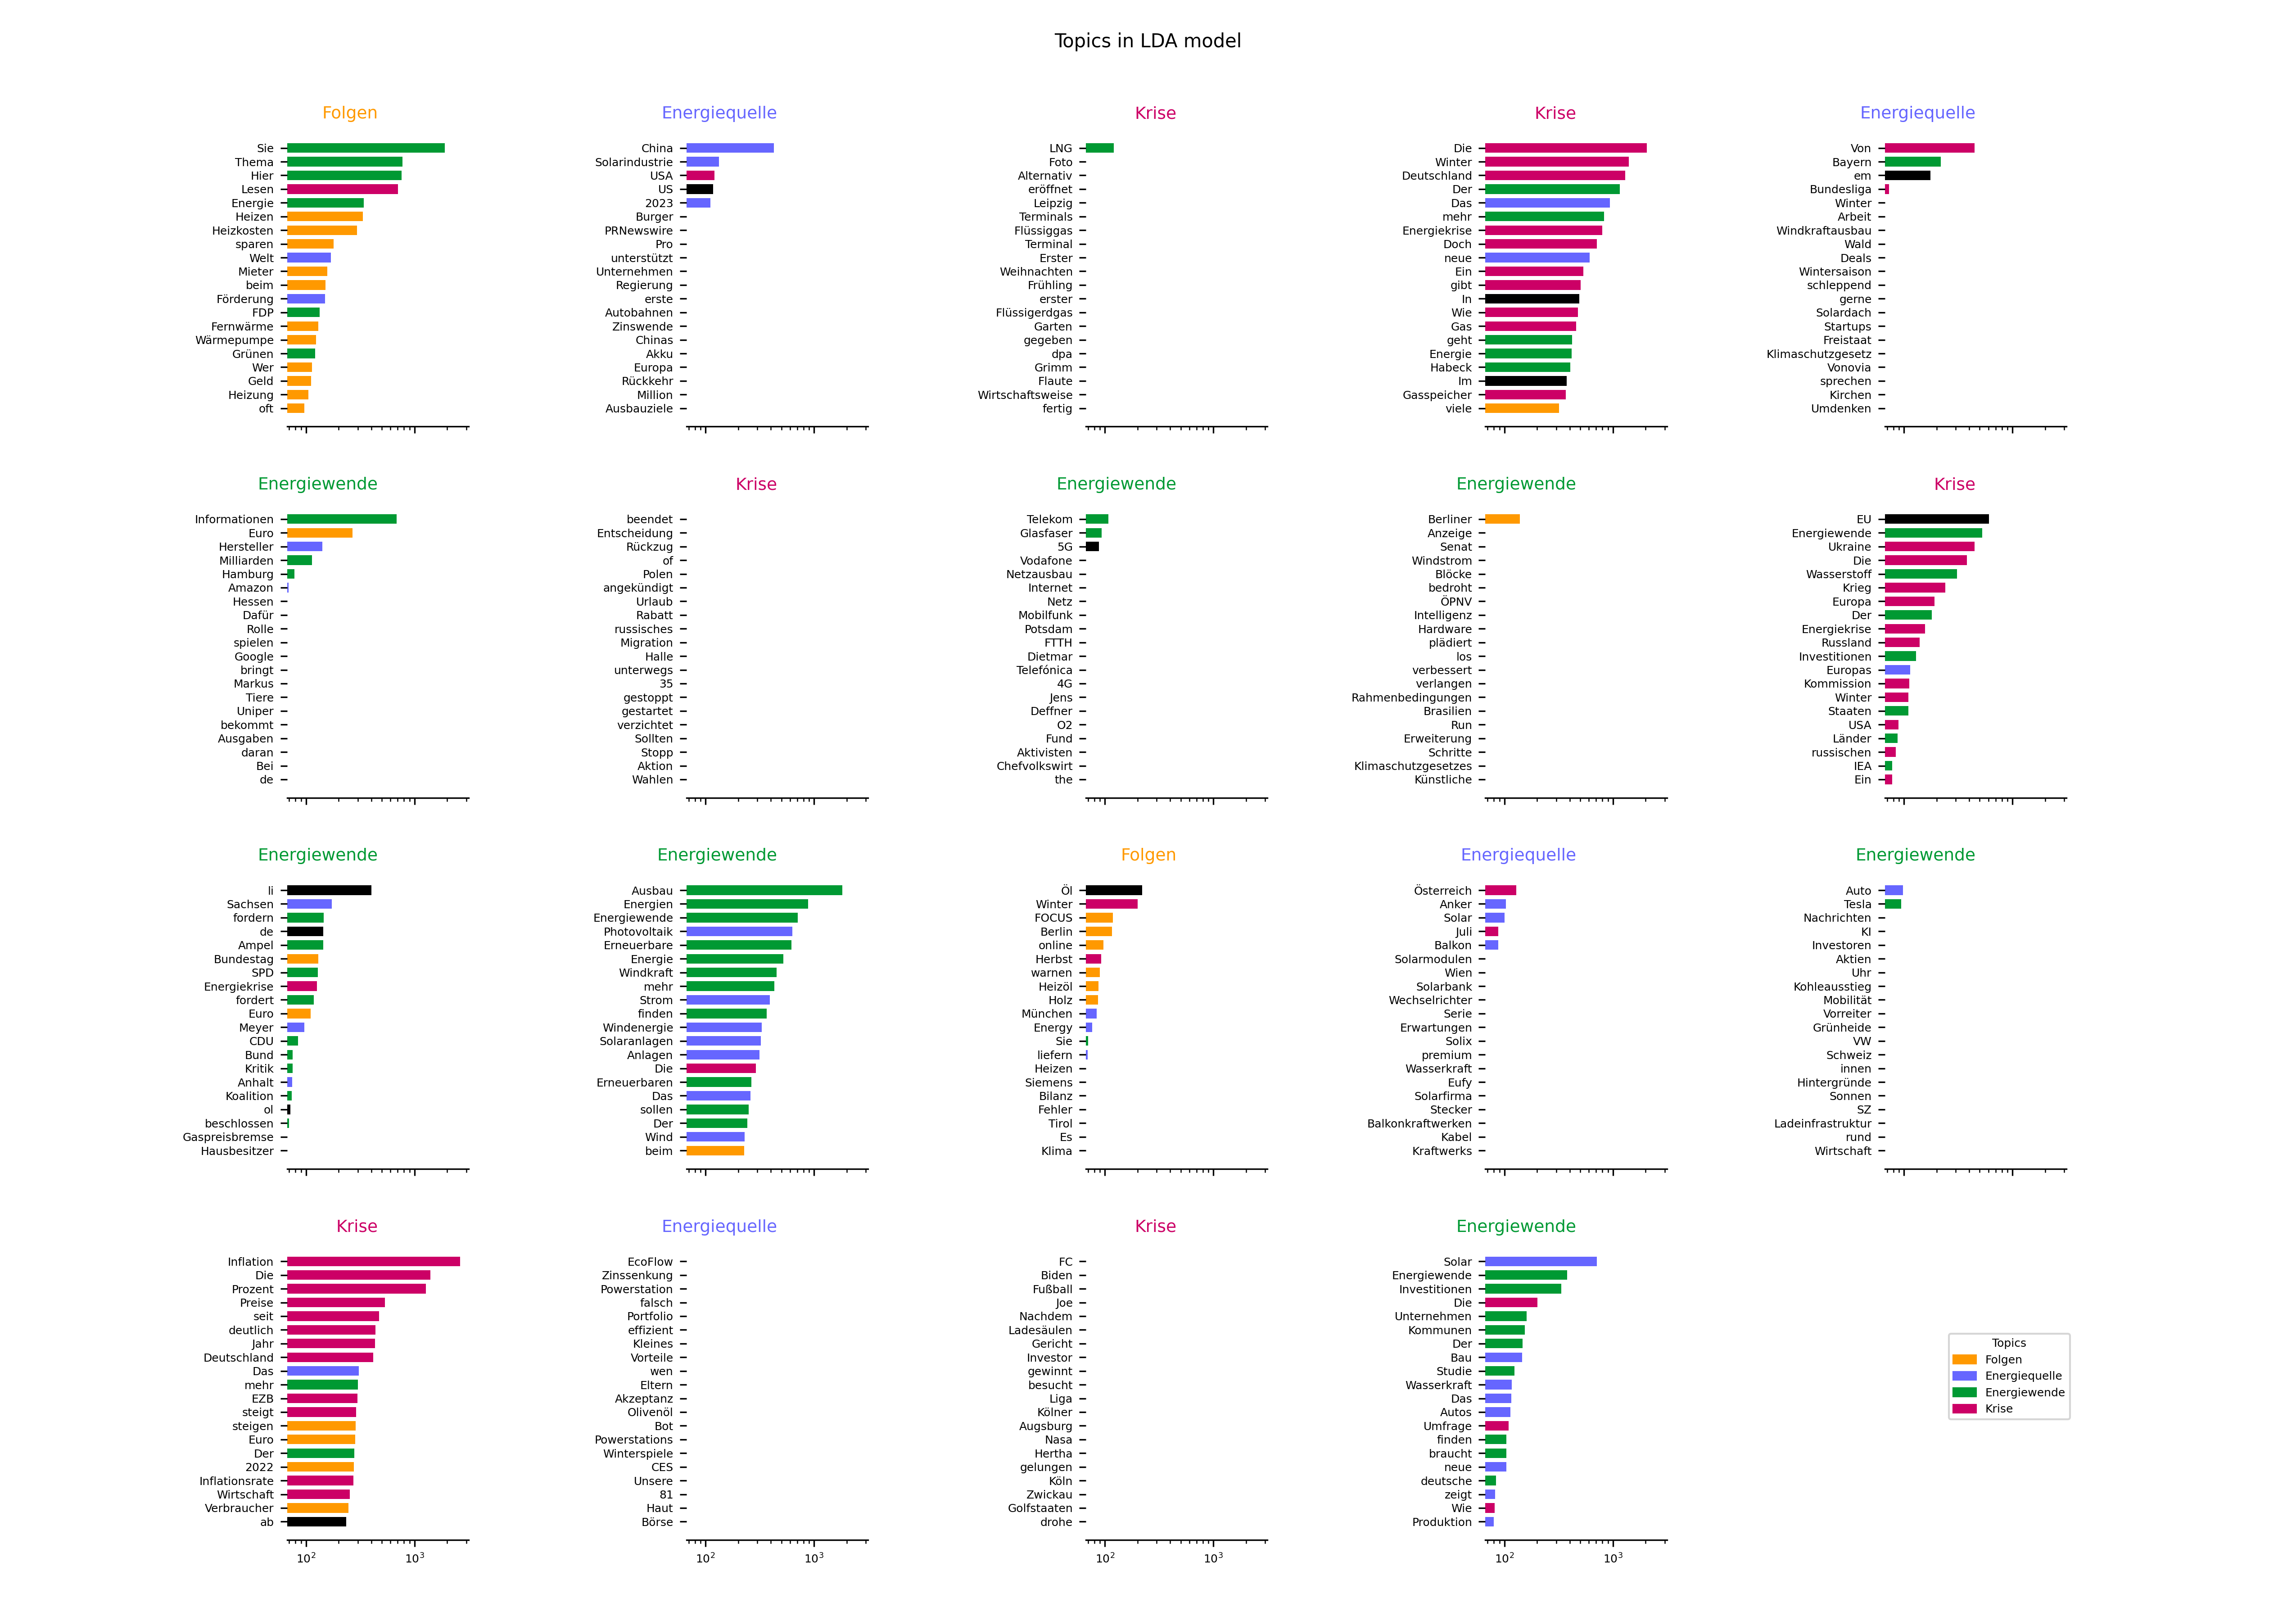 Topics in LDA model
Folgen
Sie
Thema
Hier
Lesen
Energie
Heizen
Heizkosten
sparen
Welt
Mieter
beim
Förderung
FDP
Fernwärme
Wärmepumpe
Grünen
Wer
Geld
Heizung
oft
Energiequelle
China
Solarindustrie
USA
US
2023
Burger
PRNewswire
Pro
unterstützt
Unternehmen
Regierung
erste
Autobahnen
Zinswende
Chinas
Akku
Europa
Rückkehr
Million
Ausbauziele
Krise
LNG
Foto
Alternativ
eröffnet
Leipzig
Terminals
Flüssiggas
Terminal
Erster
Weihnachten
Frühling
erster
Flüssigerdgas
Garten
gegeben
dpa
Grimm
Flaute
Wirtschaftsweise
fertig
Krise
Die
Winter
Deutschland
Der
Das
mehr
Energiekrise
Doch
neue
Ein
gibt
In
Wie
Gas
geht
Energie
Habeck
Im
Gasspeicher
viele
Energiequelle
Von
Bayern
em
Bundesliga
Winter
Arbeit
Windkraftausbau
Wald
Deals
Wintersaison
schleppend
gerne
Solardach
Startups
Freistaat
Klimaschutzgesetz
Vonovia
sprechen
Kirchen
Umdenken
Energiewende
Informationen
Euro
Hersteller
Milliarden
Hamburg
Amazon
Hessen
Dafür
Rolle
spielen
Google
bringt
Markus
Tiere
Uniper
bekommt
Ausgaben
daran
Bei
de
Krise
beendet
Entscheidung
Rückzug
of
Polen
angekündigt
Urlaub
Rabatt
russisches
Migration
Halle
unterwegs
35
gestoppt
gestartet
verzichtet
Sollten
Stopp
Aktion
Wahlen
Energiewende
Telekom
Glasfaser
5G
Vodafone
Netzausbau
Internet
Netz
Mobilfunk
Potsdam
FTTH
Dietmar
Telefónica
4G
Jens
Deffner
O2
Fund
Aktivisten
Chefvolkswirt
the
Energiewende
Berliner
Anzeige
Senat
Windstrom
Blöcke
bedroht
ÖPNV
Intelligenz
Hardware
plädiert
los
verbessert
verlangen
Rahmenbedingungen
Brasilien
Run
Erweiterung
Schritte
Klimaschutzgesetzes
Künstliche
Krise
EU
Energiewende
Ukraine
Die
Wasserstoff
Krieg
Europa
Der
Energiekrise
Russland
Investitionen
Europas
Kommission
Winter
Staaten
USA
Länder
russischen
IEA
Ein
Energiewende
li
Sachsen
fordern
de
Ampel
Bundestag
SPD
Energiekrise
fordert
Euro
Meyer
CDU
Bund
Kritik
Anhalt
Koalition
ol
beschlossen
Gaspreisbremse
Hausbesitzer
Energiewende
Ausbau
Energien
Energiewende
Photovoltaik
Erneuerbare
Energie
Windkraft
mehr
Strom
finden
Windenergie
Solaranlagen
Anlagen
Die
Erneuerbaren
Das
sollen
Der
Wind
beim
Folgen
Öl
Winter
FOCUS
Berlin
online
Herbst
warnen
Heizöl
Holz
München
Energy
Sie
liefern
Heizen
Siemens
Bilanz
Fehler
Tirol
Es
Klima
Energiequelle
Österreich
Anker
Solar
Juli
Balkon
Solarmodulen
Wien
Solarbank
Wechselrichter
Serie
Erwartungen
Solix
premium
Wasserkraft
Eufy
Solarfirma
Stecker
Balkonkraftwerken
Kabel
Kraftwerks
Energiewende
Auto
Tesla
Nachrichten
KI
Investoren
Aktien
Uhr
Kohleausstieg
Mobilität
Vorreiter
Grünheide
VW
Schweiz
innen
Hintergründe
Sonnen
SZ
Ladeinfrastruktur
rund
Wirtschaft
Krise
Inflation
Die
Prozent
Preise
seit
deutlich
Jahr
Deutschland
Das
mehr
EZB
steigt
steigen
Euro
Der
2022
Inflationsrate
Wirtschaft
Verbraucher
ab
10² 10³
Energiequelle
EcoFlow
Zinssenkung
Powerstation
falsch
Portfolio
effizient
Kleines
Vorteile
wen
Eltern
Akzeptanz
Olivenöl
Bot
Powerstations
Winterspiele
CES
Unsere
81
Haut
Börse
10² 10³
Krise
FC
Biden
Fußball
Joe
Nachdem
Ladesäulen
Gericht
Investor
gewinnt
besucht
Liga
Kölner
Augsburg
Nasa
Hertha
gelungen
Köln
Zwickau
Golfstaaten
drohe
10² 10³
Energiewende
Solar
Energiewende
Investitionen
Die
Unternehmen
Kommunen
Der
Bau
Studie
Wasserkraft
Das
Autos
Umfrage
finden
braucht
neue
deutsche
zeigt
Wie
Produktion
10² 10³
Topics
Folgen
Energiequelle
Energiewende
Krise